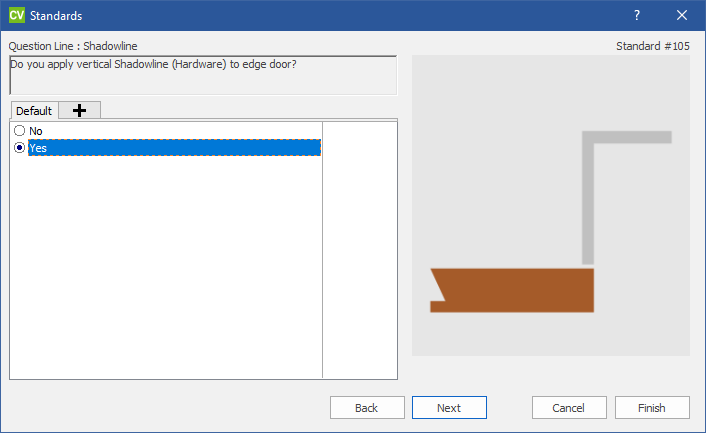 CV Standards ?
Question Line : Shadowline
Standard #105
Do you apply vertical Shadowline (Hardware) to edge door?
Default
No
Yes
Back
Next
Cancel
Finish